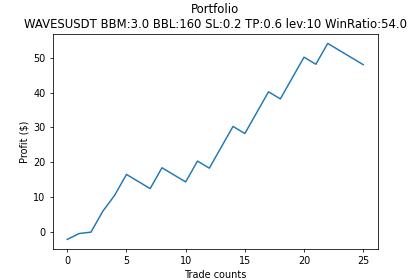 Portfolio
WAVESUSDT BBM:3.0 BBL:160 SL:0.2 TP:0.6 lev:10 WinRatio:54.0
Profit ($)
50
40
30
20
10
0
0 5 10 15 20 25
Trade counts